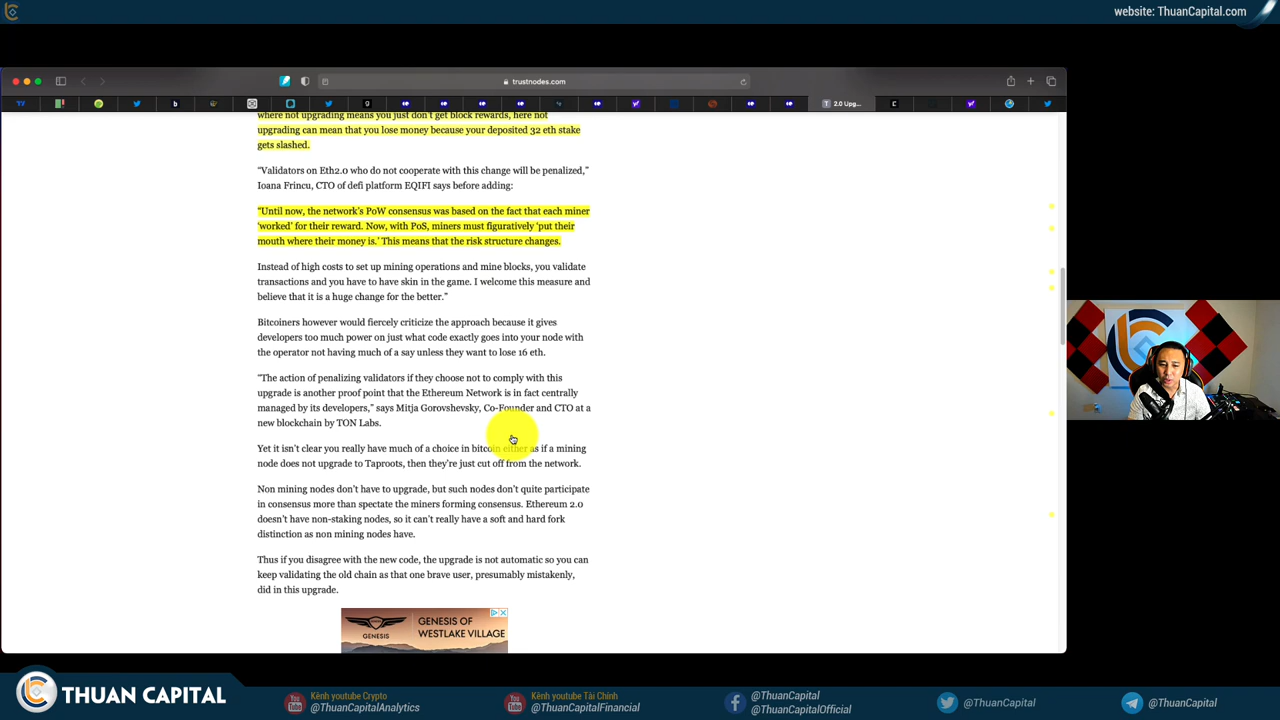 website: ThuanCapital.com
trustnodes.com
2.0 Upg...
where not upgrading means you just don't get block rewards, here not
upgrading can mean that you lose money because your deposited 32 eth stake
gets slashed.
“Validators on Eth2.0 who do not cooperate with this change will be penalized,”
Ioana Frincu, CTO of defi platform EQIFI says before adding:
“Until now, the network’s PoW consensus was based on the fact that each miner
‘worked’ for their reward. Now, with PoS, miners must figuratively ‘put their
mouth where their money is.’ This means that the risk structure changes.
Instead of high costs to set up mining operations and mine blocks, you validate
transactions and you have to have skin in the game. I welcome this measure and
believe that it is a huge change for the better.”
Bitcoiners however would fiercely criticize the approach because it gives
developers too much power on just what code exactly goes into your node with
the operator not having much of a say unless they want to lose 16 eth.
“The action of penalizing validators if they choose not to comply with this
upgrade is another proof point that the Ethereum Network is in fact centrally
managed by its developers,” says Mitja Gorovshevsky, Co-Founder and CTO at a
new blockchain by TON Labs.
Yet it isn’t clear you really have much of a choice in bitcoin either as if a mining
node does not upgrade to Taproots, then they’re just cut off from the network.
Non mining nodes don’t have to upgrade, but such nodes don’t quite participate
in consensus more than spectate the miners forming consensus. Ethereum 2.0
doesn’t have non-staking nodes, so it can’t really have a soft and hard fork
distinction as non mining nodes have.
Thus if you disagree with the new code, the upgrade is not automatic so you can
keep validating the old chain as that one brave user, presumably mistakenly,
did in this upgrade.
GENESIS
GENESIS OF
WESTLAKE VILLAGE
THUAN CAPITAL
Kênh youtube Crypto
@ThuanCapitalAnalytics
Kênh youtube Tài Chính
@ThuanCapitalFinancial
@ThuanCapital
@ThuanCapitalOfficial
@ThuanCapital
@ThuanCapital